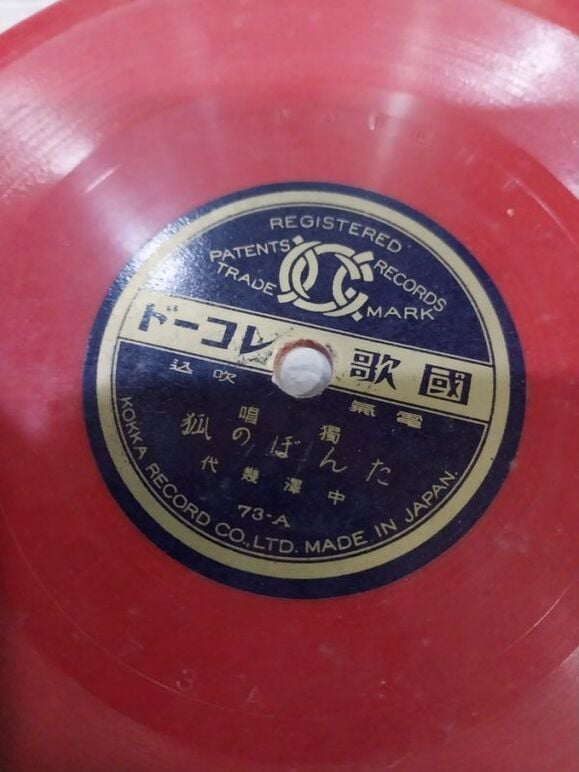 REGISTERED
PATENTS RECORDS
TRADE MARK
國歌レコード
電氣吹込
獨唱
たんぼの狐
中澤幾代
73-A
KOKKA RECORD CO., LTD. MADE IN JAPAN.